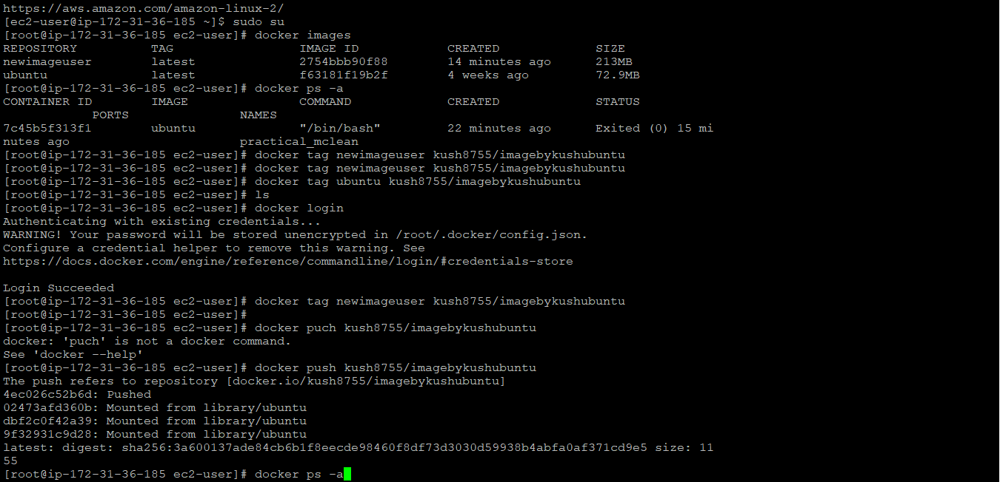 https://aws.amazon.com/amazon-linux-2/
[ec2-user@ip-172-31-36-185 ~]$ sudo su
[root@ip-172-31-36-185 ec2-user]# docker images
REPOSITORY          TAG                 IMAGE ID            CREATED             SIZE
newimageuser        latest              2754bbb90f88        14 minutes ago      213MB
ubuntu              latest              f63181f19b2f        4 weeks ago         72.9MB
[root@ip-172-31-36-185 ec2-user]# docker ps -a
CONTAINER ID        IMAGE               COMMAND             CREATED             STATUS
            PORTS               NAMES
7c45b5f313f1        ubuntu              "/bin/bash"         22 minutes ago      Exited (0) 15 mi
nutes ago                       practical_mclean
[root@ip-172-31-36-185 ec2-user]# docker tag newimageuser kush8755/imagebykushubuntu
[root@ip-172-31-36-185 ec2-user]# docker tag newimageuser kush8755/imagebykushubuntu
[root@ip-172-31-36-185 ec2-user]# docker tag ubuntu kush8755/imagebykushubuntu
[root@ip-172-31-36-185 ec2-user]# ls
[root@ip-172-31-36-185 ec2-user]# docker login
Authenticating with existing credentials...
WARNING! Your password will be stored unencrypted in /root/.docker/config.json.
Configure a credential helper to remove this warning. See
https://docs.docker.com/engine/reference/commandline/login/#credentials-store
Login Succeeded
[root@ip-172-31-36-185 ec2-user]# docker tag newimageuser kush8755/imagebykushubuntu
[root@ip-172-31-36-185 ec2-user]#
[root@ip-172-31-36-185 ec2-user]# docker puch kush8755/imagebykushubuntu
docker: 'puch' is not a docker command.
See 'docker --help'
[root@ip-172-31-36-185 ec2-user]# docker push kush8755/imagebykushubuntu
The push refers to repository [docker.io/kush8755/imagebykushubuntu]
4ec026c52b6d: Pushed
02473afd360b: Mounted from library/ubuntu
dbf2c0f42a39: Mounted from library/ubuntu
9f32931c9d28: Mounted from library/ubuntu
latest: digest: sha256:3a600137ade84cb6b1f8eecde98460f8df73d3030d59938b4abfa0af371cd9e5 size: 11
55
[root@ip-172-31-36-185 ec2-user]# docker ps -a